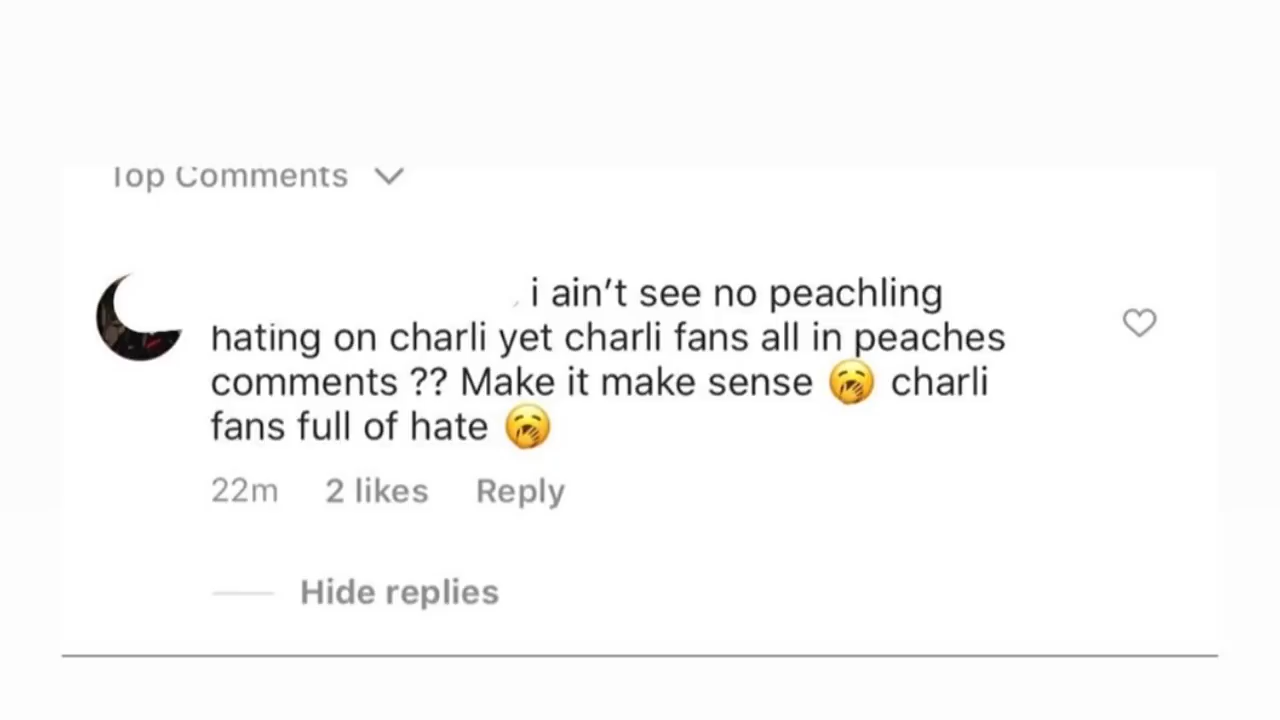 Top Comments
i ain't see no peachling
hating on charli yet charli fans all in peaches
comments ?? Make it make sense 🥱 charli
fans full of hate 🥱
22m 2 likes Reply
Hide replies